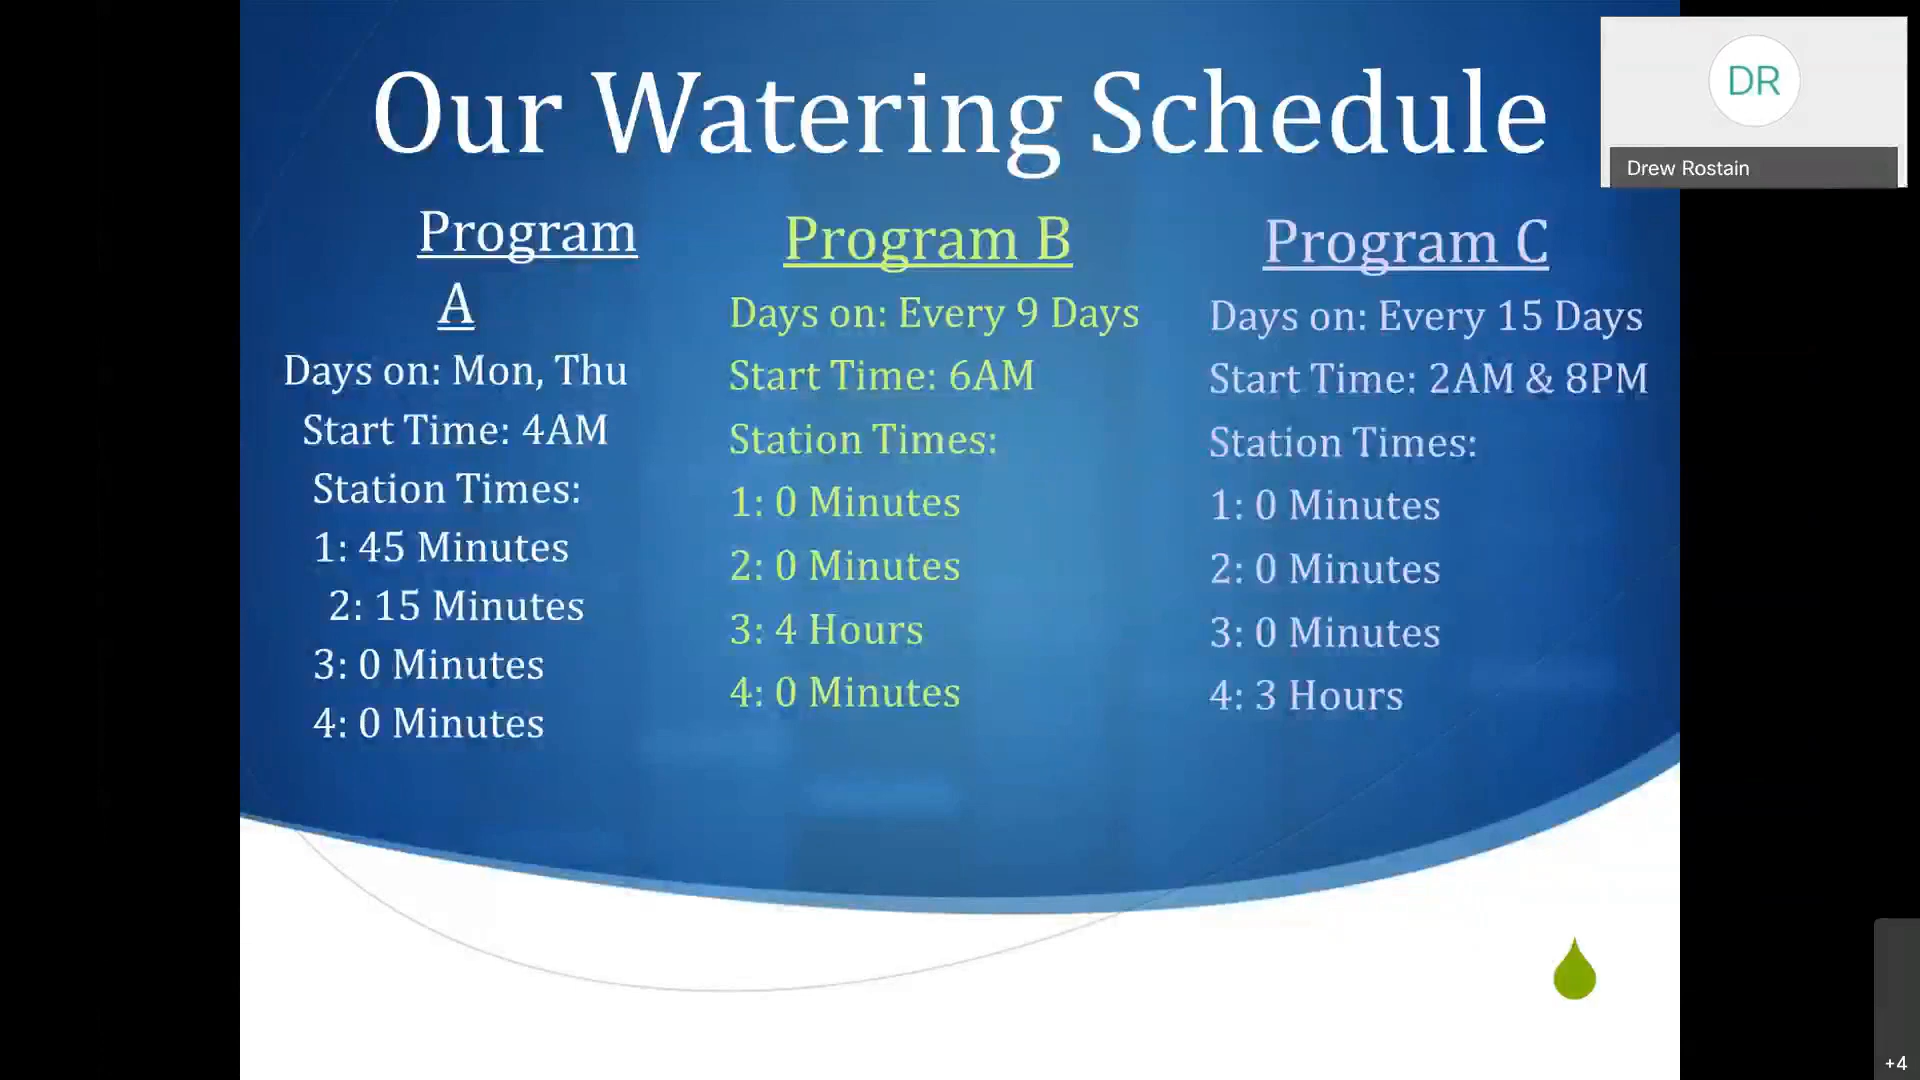 Our Watering Schedule
Program
A
Days on: Mon, Thu
Start Time: 4AM
Station Times:
1: 45 Minutes
2: 15 Minutes
3: 0 Minutes
4: 0 Minutes
Program B
Days on: Every 9 Days
Start Time: 6AM
Station Times:
1: 0 Minutes
2: 0 Minutes
3: 4 Hours
4: 0 Minutes
Program C
Days on: Every 15 Days
Start Time: 2AM & 8PM
Station Times:
1: 0 Minutes
2: 0 Minutes
3: 0 Minutes
4: 3 Hours
DR
Drew Rostain
+4